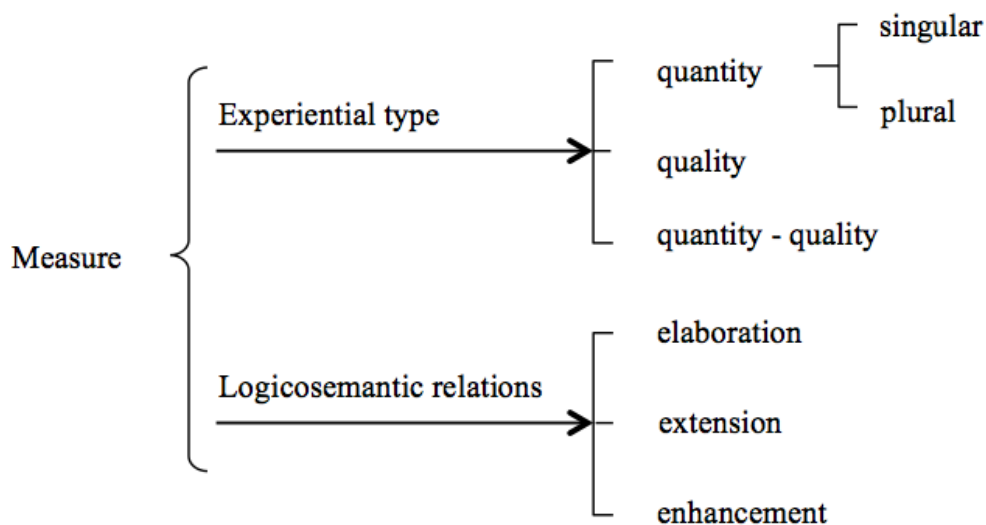 singular
quantity
plural
Experiential type
quality
quantity - quality
Measure
elaboration
Logicosemantic relations
extension
enhancement